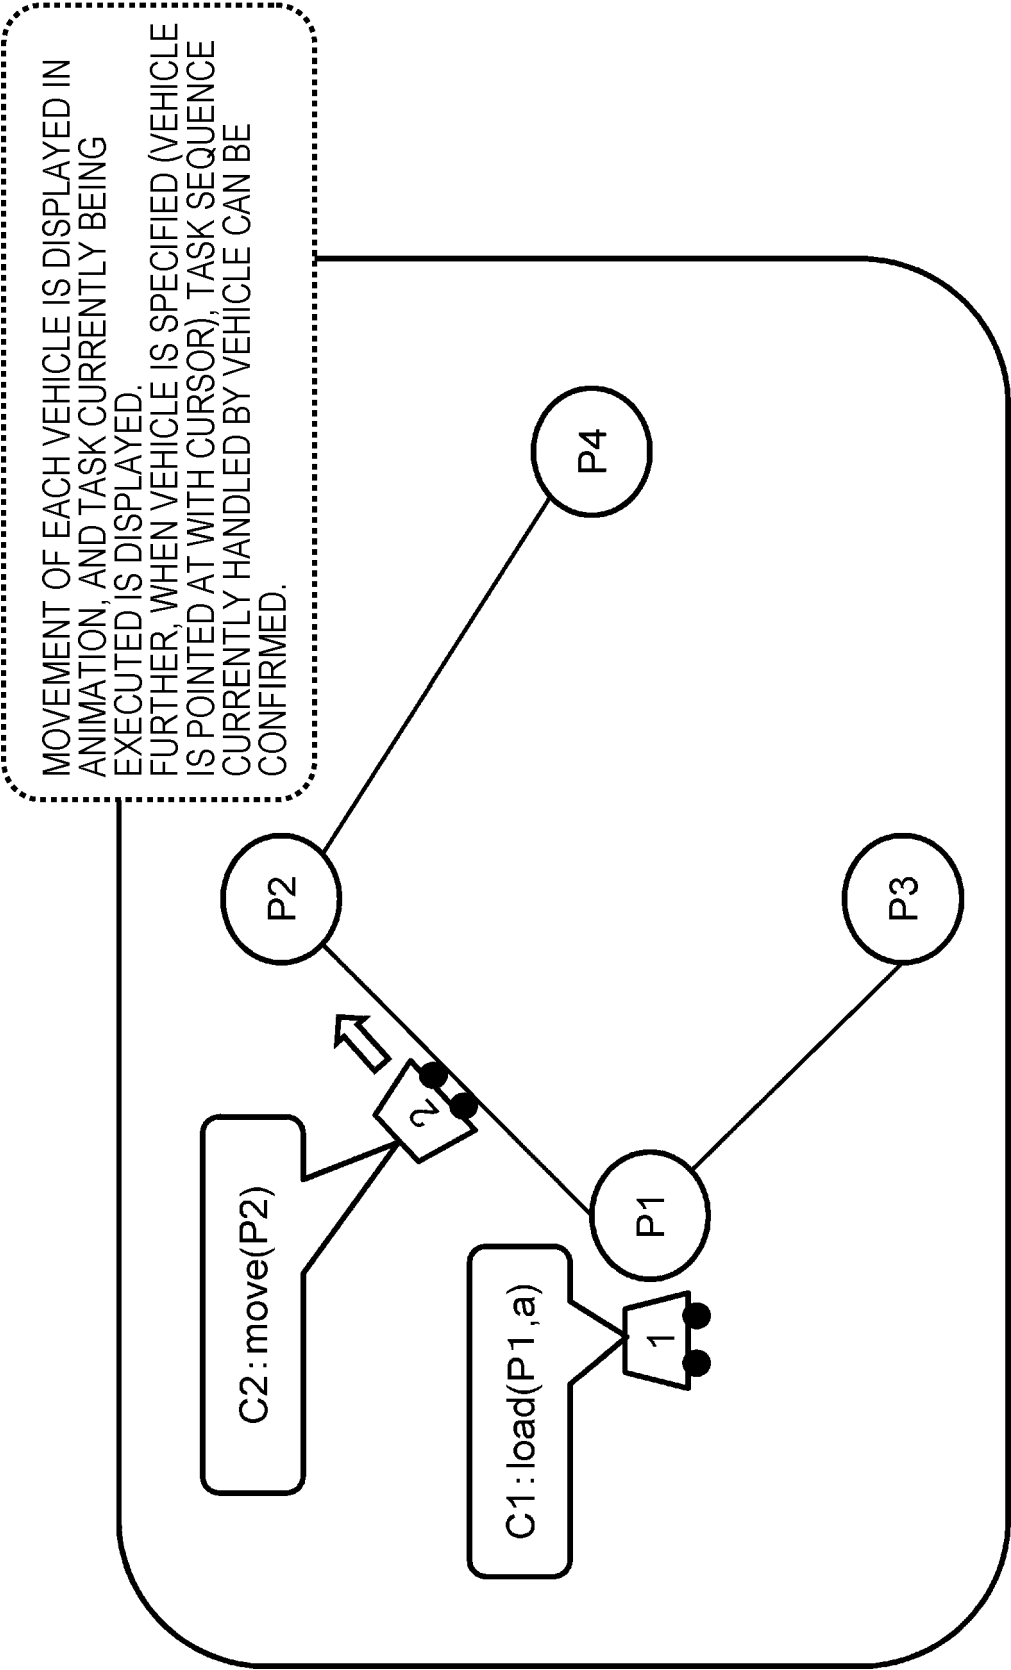 MOVEMENT OF EACH VEHICLE IS DISPLAYED IN
ANIMATION, AND TASK CURRENTLY BEING
EXECUTED IS DISPLAYED.
FURTHER, WHEN VEHICLE IS SPECIFIED (VEHICLE
IS POINTED AT WITH CURSOR), TASK SEQUENCE
CURRENTLY HANDLED BY VEHICLE CAN BE
CONFIRMED.
C2:move(P2)
P2
2
C1:load(P1,a)
P4
1
P1
P3